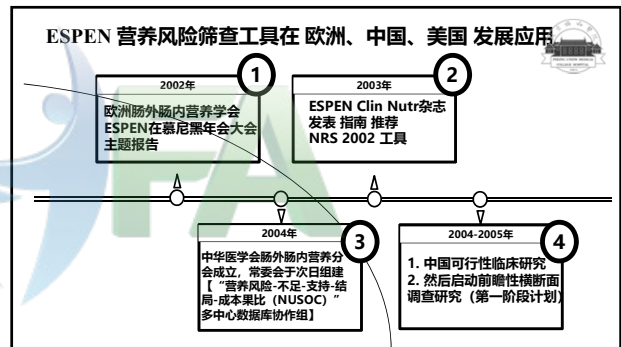 ESPEN 营养风险筛查工具在 欧洲、中国、美国 发展应用
2002年
1
欧洲肠外肠内营养学会
ESPEN在慕尼黑年会大会
主题报告
2003年
2
ESPEN Clin Nutr杂志
发表 指南 推荐
NRS 2002 工具
2004年
3
中华医学会肠外肠内营养分
会成立，常委会于次日组建
【 “营养风险-不足-支持-结
局-成本果比（NUSOC）”
多中心数据库协作组】
2004-2005年
4
1. 中国可行性临床研究
2. 然后启动前瞻性横断面
调查研究（第一阶段计划）
FA